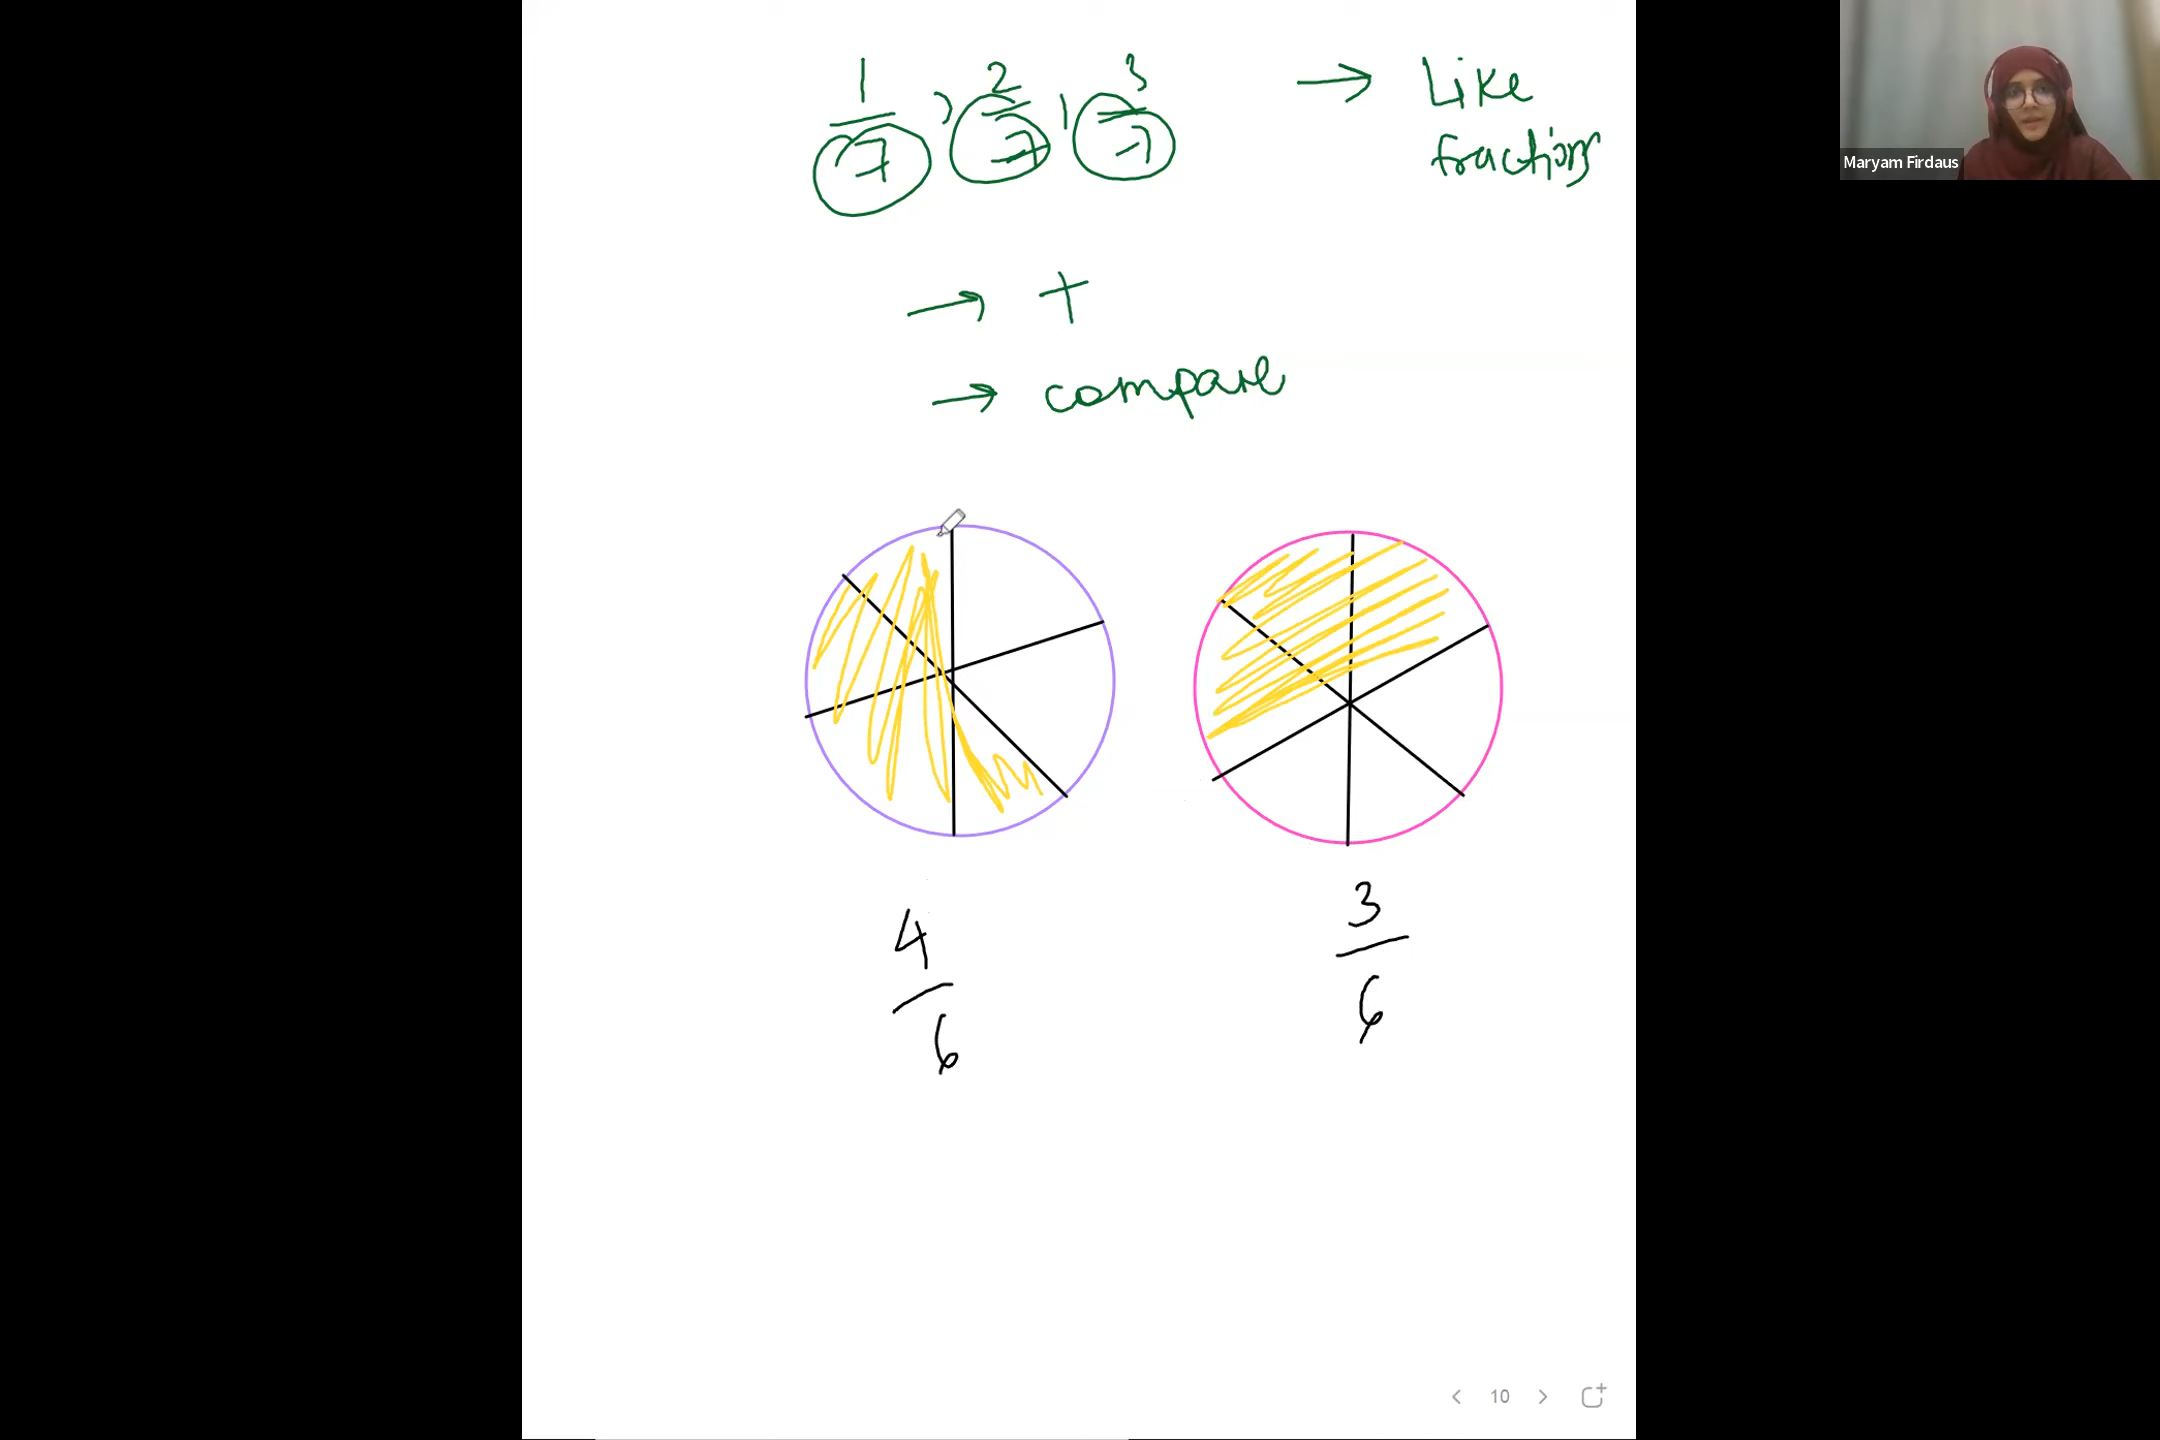 1/7 , 2/7 , 3/7 → Like
fractions
→ +
→ compare
4/6
3/6
Maryam Firdaus
10